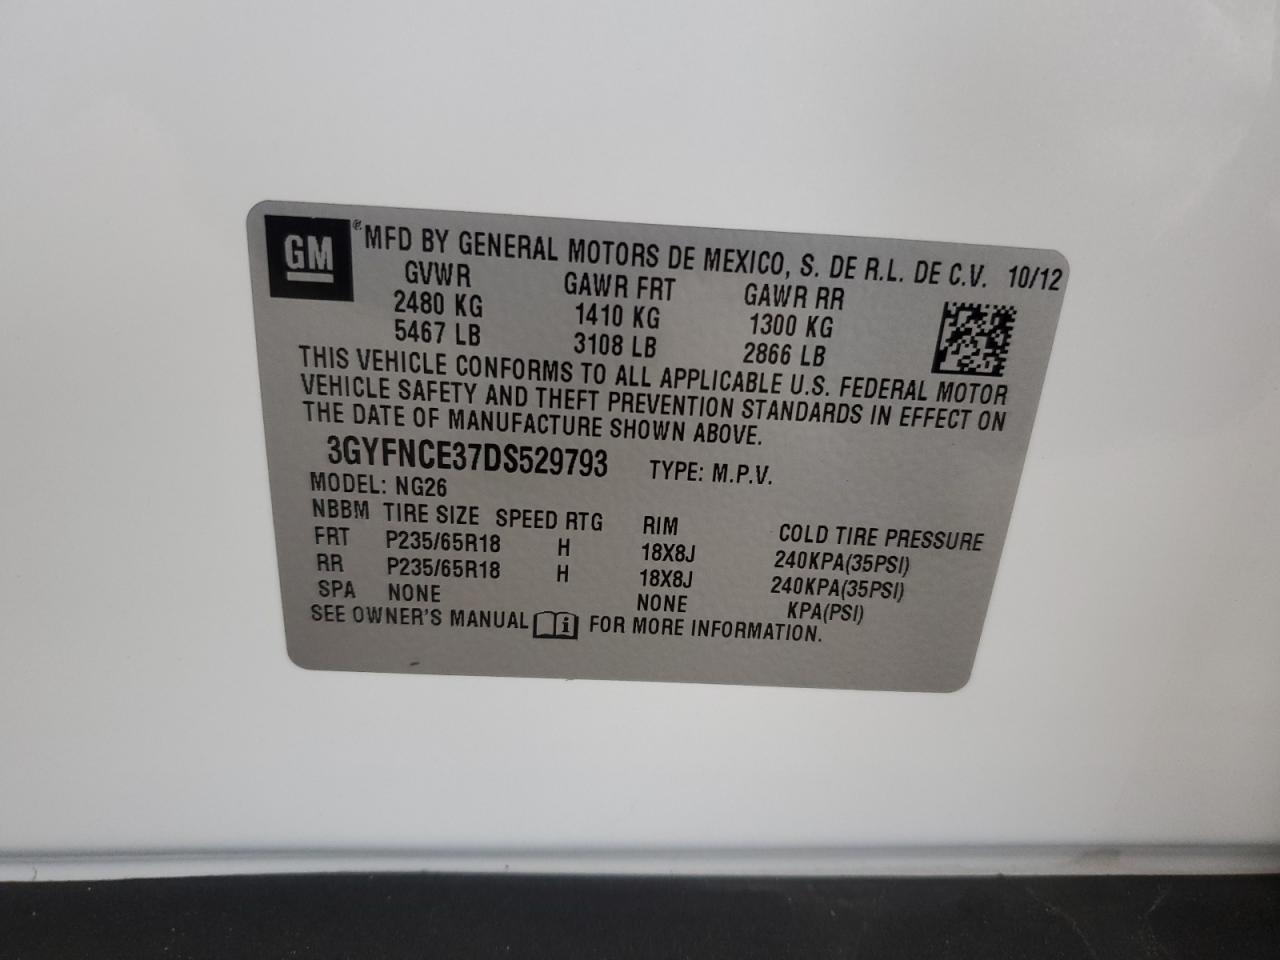 GM ® MFD BY GENERAL MOTORS DE MEXICO, S. DE R.L. DE C.V. 10/12
GVWR GAWR FRT GAWR RR
2480 KG 1410 KG 1300 KG
5467 LB 3108 LB 2866 LB
THIS VEHICLE CONFORMS TO ALL APPLICABLE U.S. FEDERAL MOTOR
VEHICLE SAFETY AND THEFT PREVENTION STANDARDS IN EFFECT ON
THE DATE OF MANUFACTURE SHOWN ABOVE.
3GYFNCE37DS529793 TYPE: M.P.V.
MODEL: NG26
NBBM TIRE SIZE SPEED RTG RIM COLD TIRE PRESSURE
FRT P235/65R18 H 18X8J 240KPA(35PSI)
RR P235/65R18 H 18X8J 240KPA(35PSI)
SPA NONE NONE KPA(PSI)
SEE OWNER'S MANUAL i FOR MORE INFORMATION.